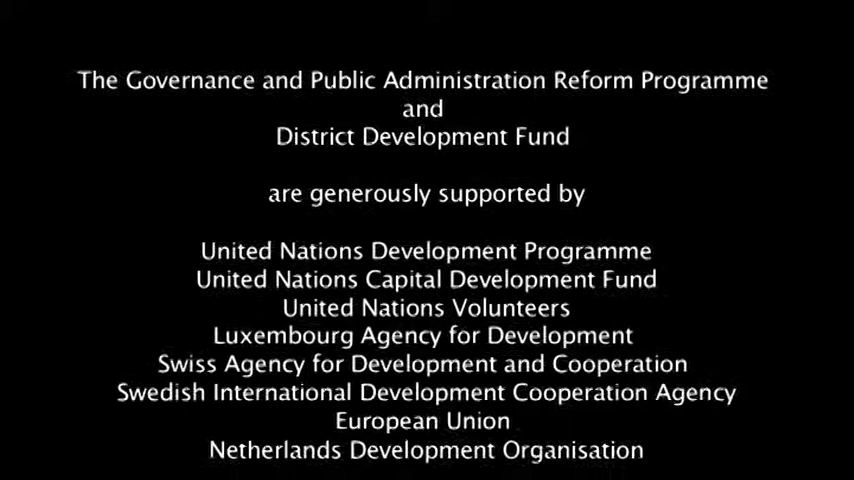 The Governance and Public Administration Reform Programme
and
District Development Fund
are generously supported by
United Nations Development Programme
United Nations Capital Development Fund
United Nations Volunteers
Luxembourg Agency for Development
Swiss Agency for Development and Cooperation
Swedish International Development Cooperation Agency
European Union
Netherlands Development Organisation